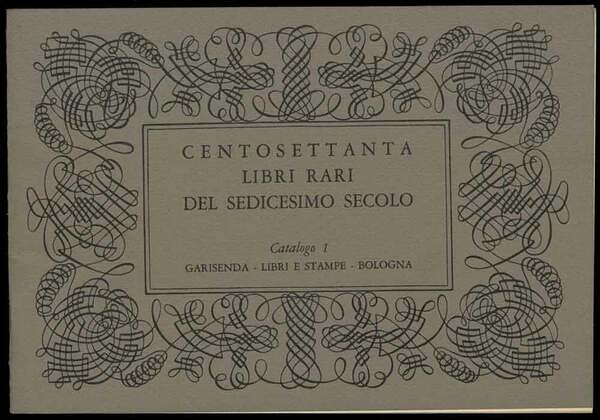 CENTOSETTANTA
LIBRI RARI
DEL SEDICESIMO SECOLO
Catalogo 1
GARISENDA - LIBRI E STAMPE - BOLOGNA